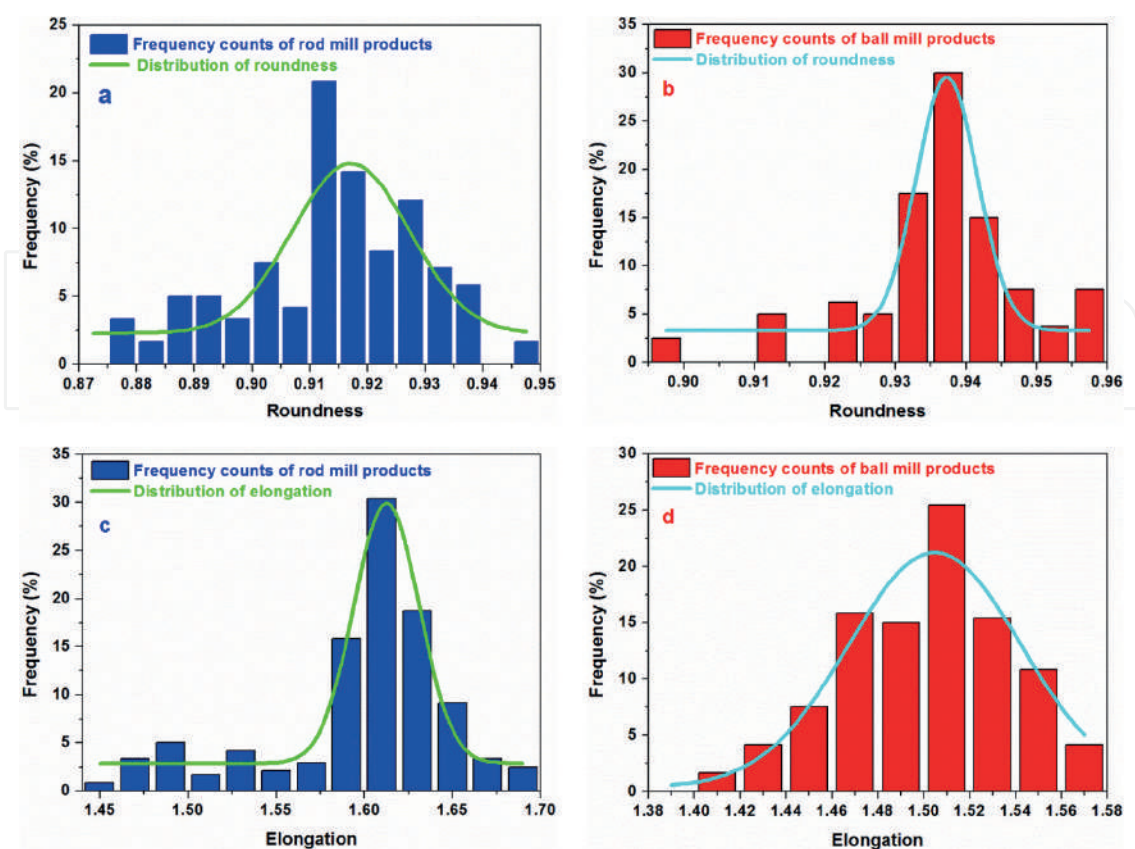 25
Frequency counts of rod mill products
Distribution of roundness
a
20
15
10
5
0
Frequency (%)
0.87 0.88 0.89 0.90 0.91 0.92 0.93 0.94 0.95
Roundness
35
Frequency counts of ball mill products
Distribution of roundness
b
30
25
20
15
10
5
0
Frequency (%)
0.90 0.91 0.92 0.93 0.94 0.95 0.96
Roundness
35
Frequency counts of rod mill products
Distribution of elongation
c
30
25
20
15
10
5
0
Frequency (%)
1.45 1.50 1.55 1.60 1.65 1.70
Elongation
30
Frequency counts of ball mill products
Distribution of elongation
d
25
20
15
10
5
0
Frequency (%)
1.38 1.40 1.42 1.44 1.46 1.48 1.50 1.52 1.54 1.56 1.58
Elongation